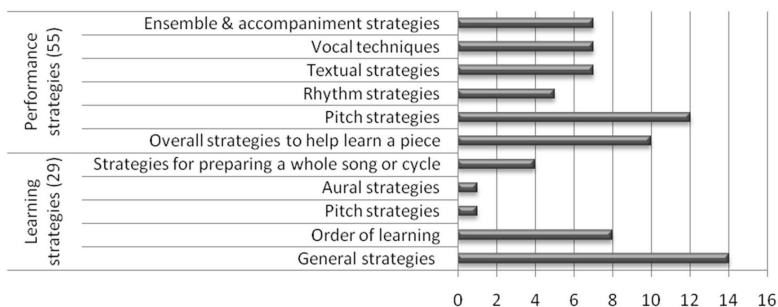 Performance
strategies (55)
Ensemble & accompaniment strategies
Vocal techniques
Textual strategies
Rhythm strategies
Pitch strategies
Overall strategies to help learn a piece
Learning
strategies (29)
Strategies for preparing a whole song or cycle
Aural strategies
Pitch strategies
Order of learning
General strategies
0 2 4 6 8 10 12 14 16